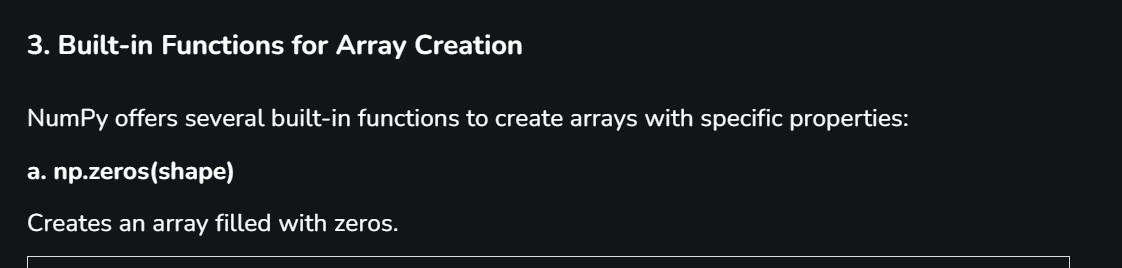 3. Built-in Functions for Array Creation
NumPy offers several built-in functions to create arrays with specific properties:
a. np.zeros(shape)
Creates an array filled with zeros.